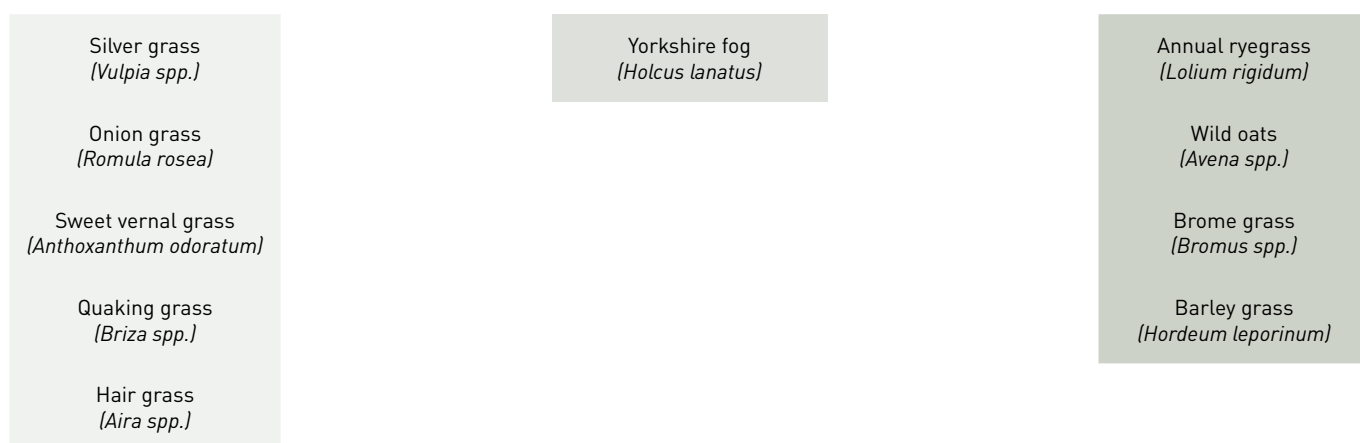 Silver grass
(Vulpia spp.)
Onion grass
(Romula rosea)
Sweet vernal grass
(Anthoxanthum odoratum)
Quaking grass
(Briza spp.)
Hair grass
(Aira spp.)
Yorkshire fog
(Holcus lanatus)
Annual ryegrass
(Lolium rigidum)
Wild oats
(Avena spp.)
Brome grass
(Bromus spp.)
Barley grass
(Hordeum leporinum)